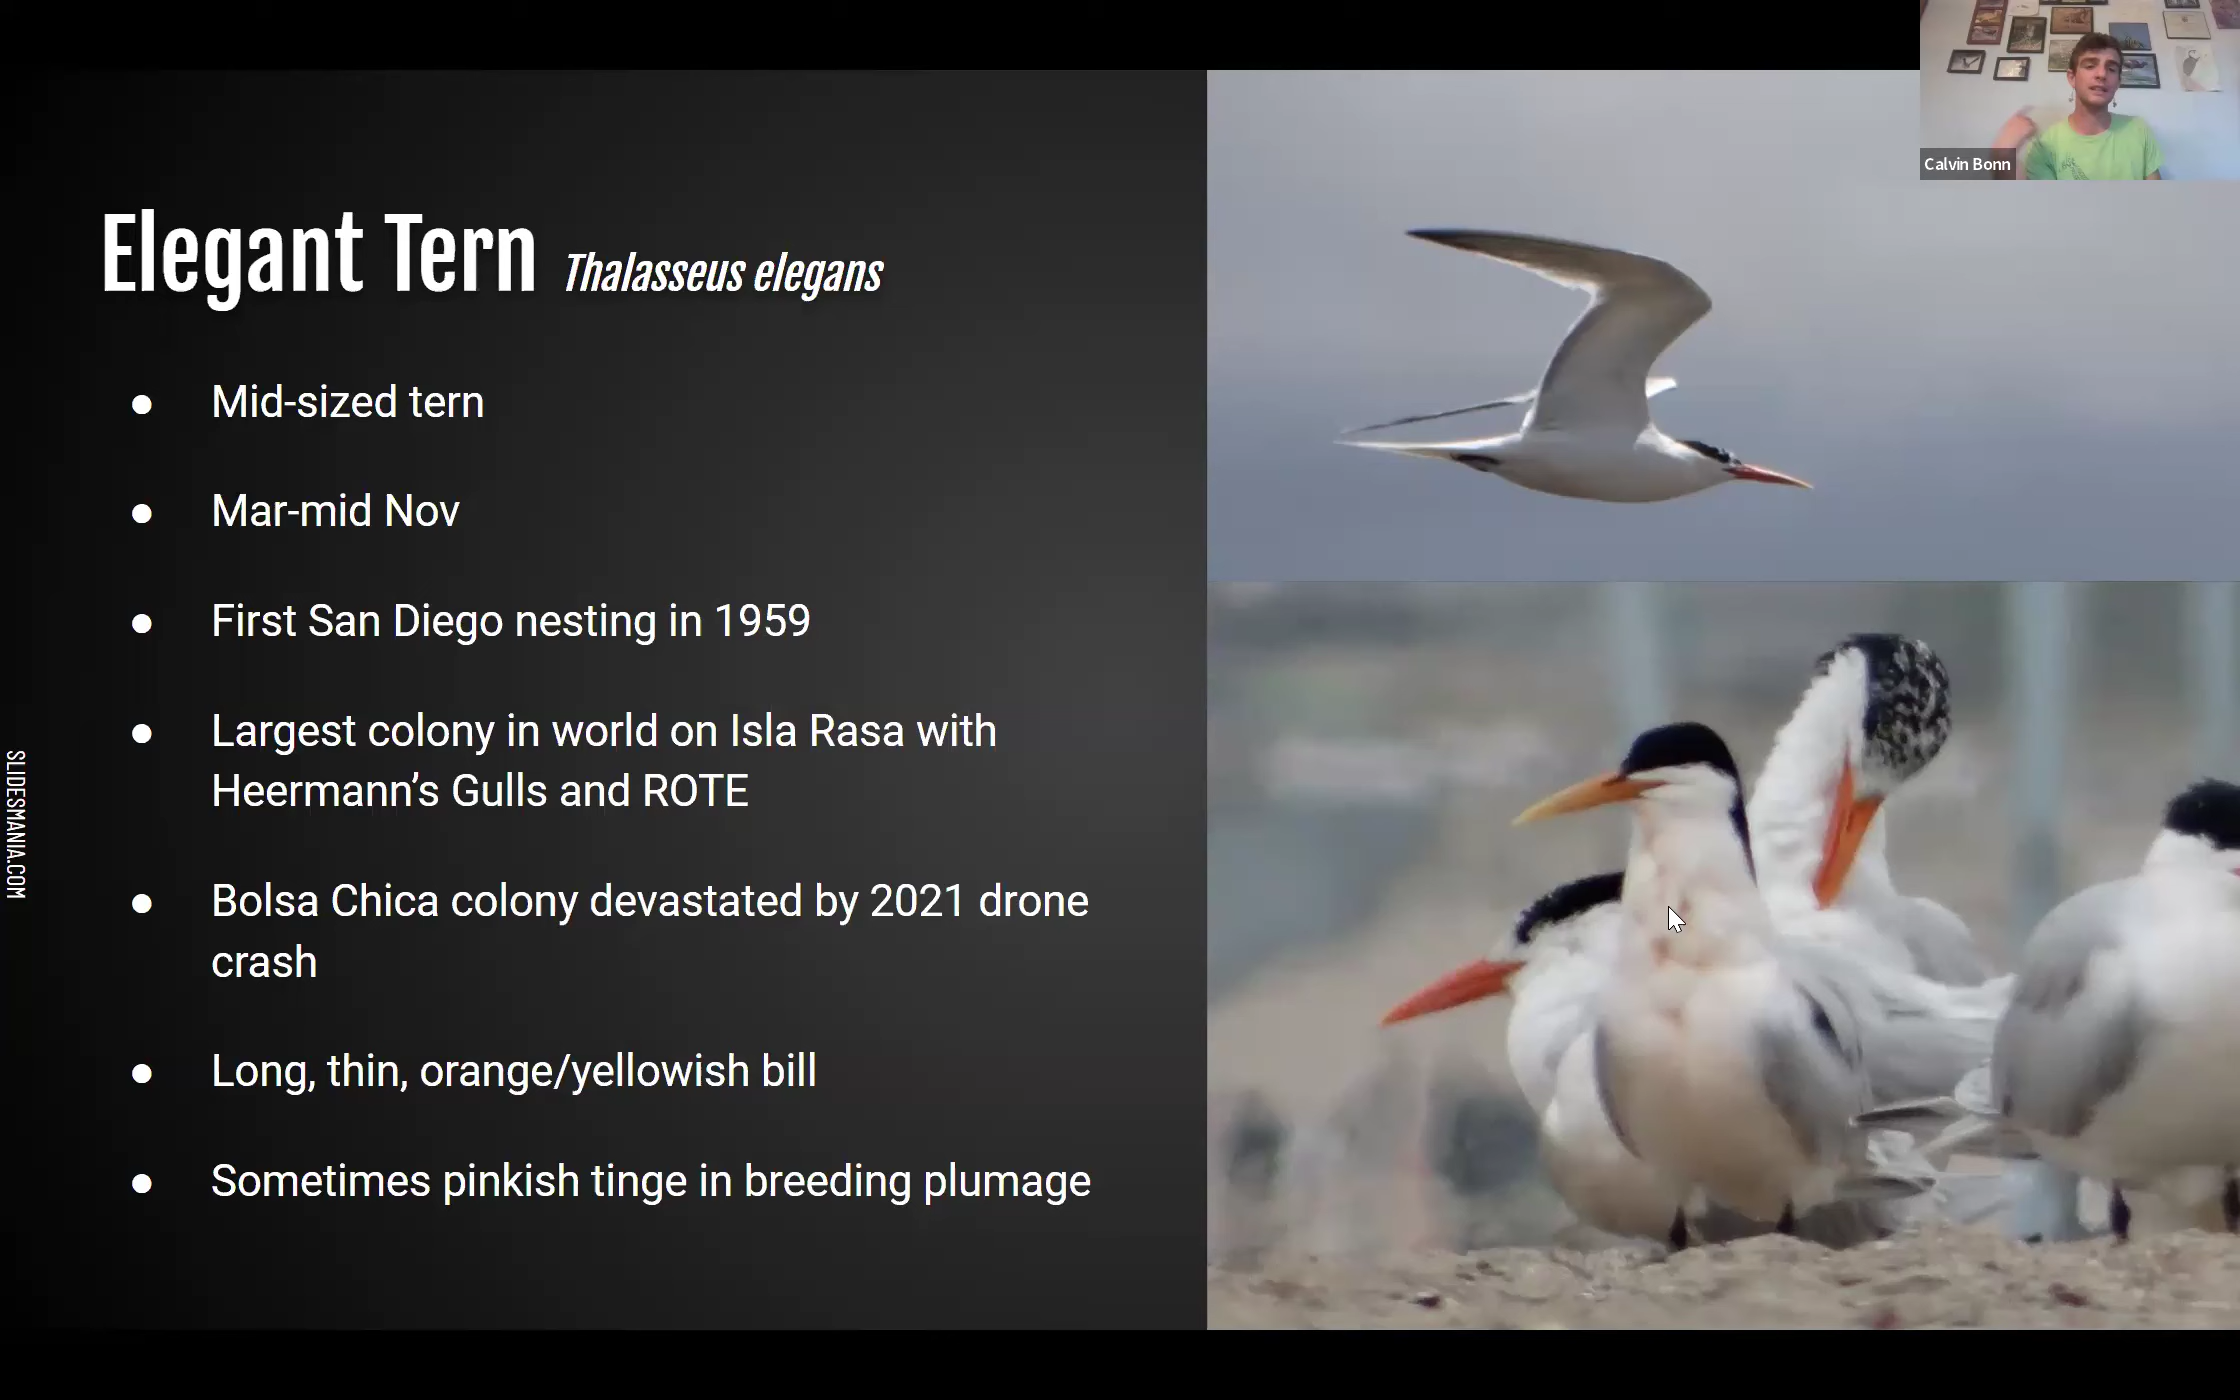 Calvin Bonn
Elegant Tern Thalasseus elegans
● Mid-sized tern
● Mar-mid Nov
● First San Diego nesting in 1959
● Largest colony in world on Isla Rasa with
Heermann’s Gulls and ROTE
● Bolsa Chica colony devastated by 2021 drone
crash
● Long, thin, orange/yellowish bill
● Sometimes pinkish tinge in breeding plumage
SLIDESMANIA.COM